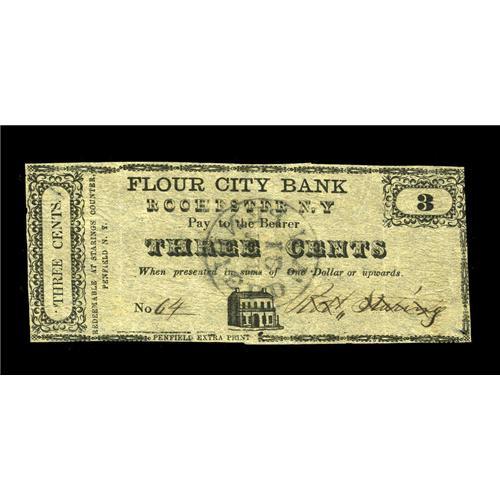 THREE CENTS.
REDEEMABLE AT STARINGS COUNTER,
PENFIELD N. Y.
FLOUR CITY BANK
ROCHESTER N.Y
Pay to the Bearer
THREE CENTS
When presented in sums of One Dollar or upwards.
3
No 64
Staring
PENFIELD EXTRA PRINT